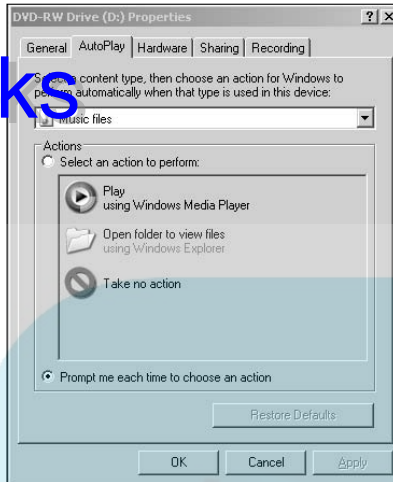 DVD-RW Drive (D:) Properties
General AutoPlay Hardware Sharing Recording
ks
content type, then choose an action for Windows to
automatically when that type is used in this device:
Music files
Actions
Select an action to perform:
Play
using Windows Media Player
Open folder to view files
using Windows Explorer
Take no action
Prompt me each time to choose an action
Restore Defaults
OK Cancel Apply